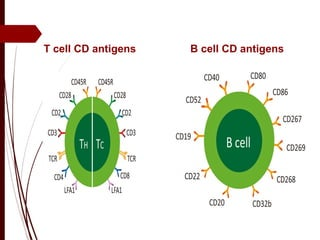 T cell CD antigens
B cell CD antigens
CD45R CD45R
CD28 CD28
CD2 CD2
CD3 CD3
TH TC
TCR TCR
CD4 CD8
LFA1 LFA1
CD40 CD80
CD52 CD86
CD267
CD19
B cell
CD269
CD22 CD268
CD20 CD32b